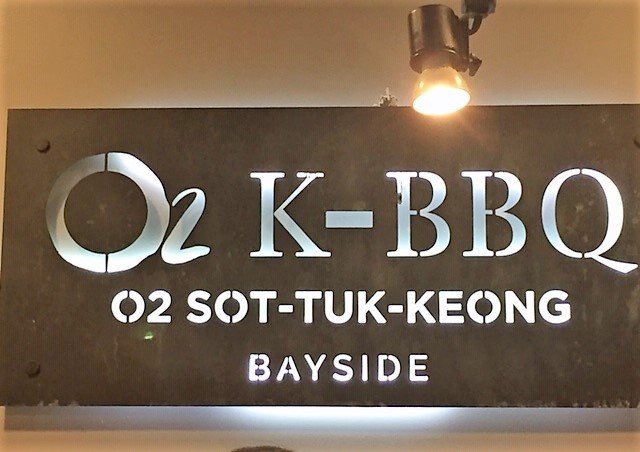 O2 K-BBQ
O2 SOT-TUK-KEONG
BAYSIDE